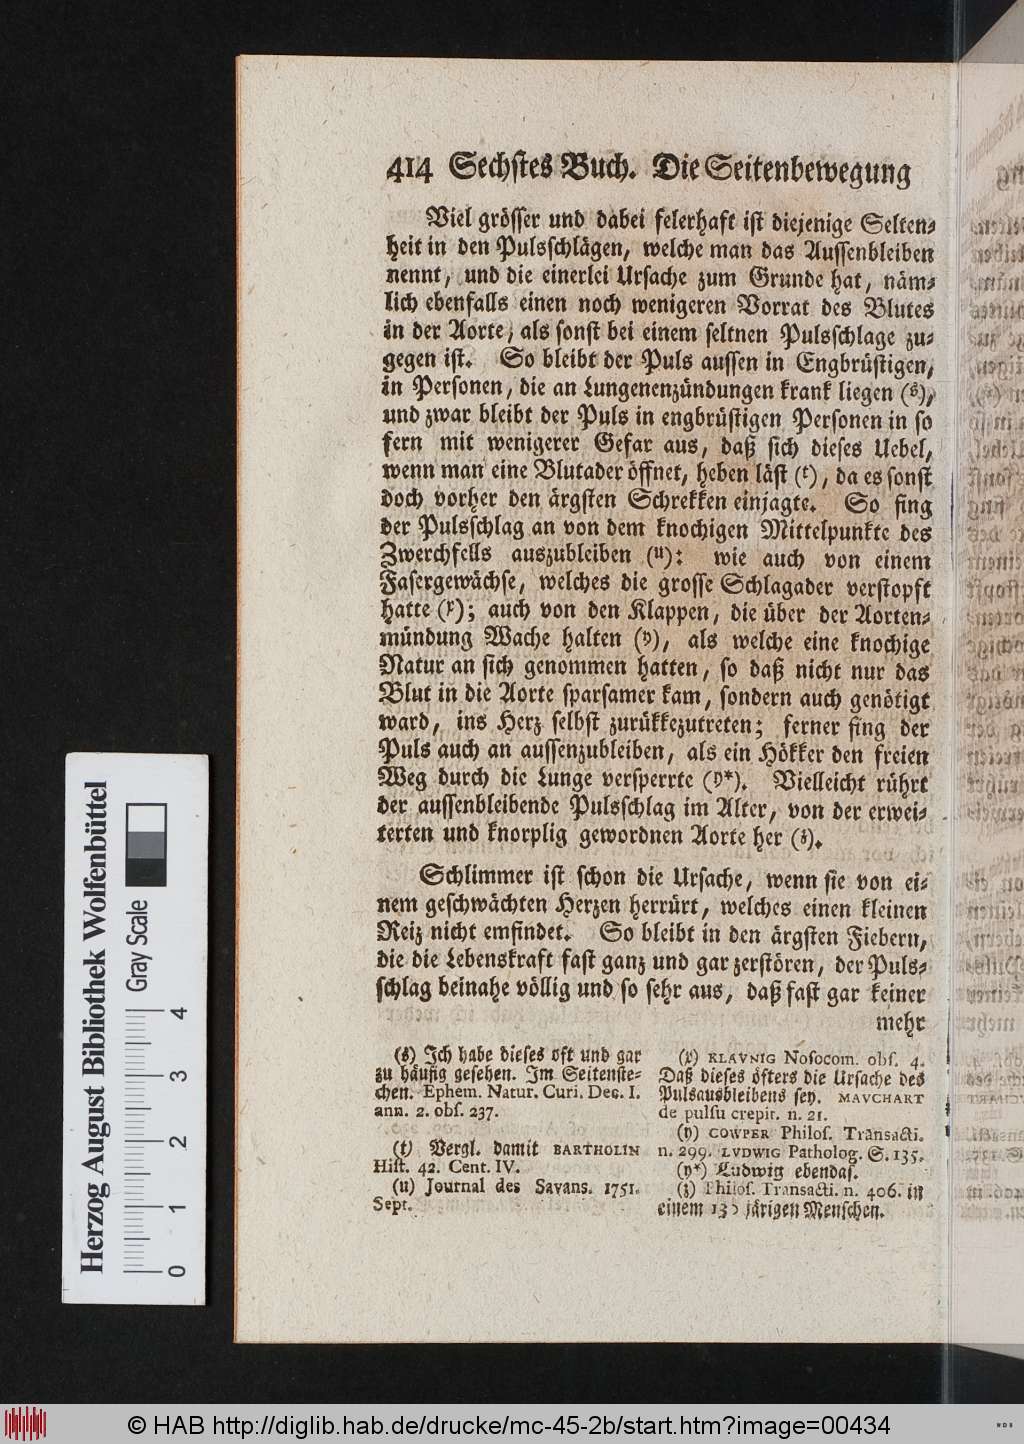 414 Sechstes Buch. Die Seitenbewegung
Viel grösser und dabei felerhaft ist diejenige Selten-
heit in den Pulsschlägen, welche man das Aussenbleiben
nennt, und die einerlei Ursache zum Grunde hat, näm-
lich ebenfalls einen noch wenigeren Vorrat des Blutes
in der Aorte, als sonst bei einem seltnen Pulsschlage zu-
gegen ist. So bleibt der Puls aussen in Engbrüstigen,
in Personen, die an Lungenenzündungen krank liegen (s),
und zwar bleibt der Puls in engbrüstigen Personen in so
fern mit wenigerer Gefar aus, daß sich dieses Uebel,
wenn man eine Blutader öffnet, heben läst (t), da es sonst
doch vorher den ärgsten Schrekken einjagte. So fing
der Pulsschlag an von dem knochigen Mittelpunkte des
Zwerchfells auszubleiben (u): wie auch von einem
Fasergewächse, welches die grosse Schlagader verstopft
hatte (x); auch von den Klappen, die über der Aorten-
mündung Wache halten (y), als welche eine knochige
Natur an sich genommen hatten, so daß nicht nur das
Blut in die Aorte sparsamer kam, sondern auch genötigt
ward, ins Herz selbst zurükkezutreten; ferner fing der
Puls auch an aussenzubleiben, als ein Hökker den freien
Weg durch die Lunge versperrte (y*). Vielleicht rührt
der aussenbleibende Pulsschlag im Alter, von der erwei-
terten und knorplig gewordnen Aorte her (z).
Schlimmer ist schon die Ursache, wenn sie von ei-
nem geschwächten Herzen herrürt, welches einen kleinen
Reiz nicht emfindet. So bleibt in den ärgsten Fiebern,
die die Lebenskraft fast ganz und gar zerstören, der Puls-
schlag beinahe völlig und so sehr aus, daß fast gar keiner
mehr
(s) Ich habe dieses oft und gar
zu häufig gesehen. Im Seitenste-
chen. Ephem. Natur. Curi. Dec. I.
ann. 2. obs. 237.
(t) Vergl. damit BARTHOLIN
Hist. 42. Cent. IV.
(u) Journal des Savans. 1751.
Sept.
(x) KLAVNIG Nosocom. obs. 4.
Daß dieses öfters die Ursache des
Pulsausbleibens sey. MAVCHART
de pulsu crepit. n. 21.
(y) COWPER Philos. Transacti.
n. 299. LVDWIG Patholog. S. 135.
(y*) Ludwig ebendas.
(z) Philos. Transacti. n. 406. in
einem järigen Menschen.
Herzog August Bibliothek Wolfenbüttel
Gray Scale
0 1 2 3 4
© HAB http://diglib.hab.de/drucke/mc-45-2b/start.htm?image=00434